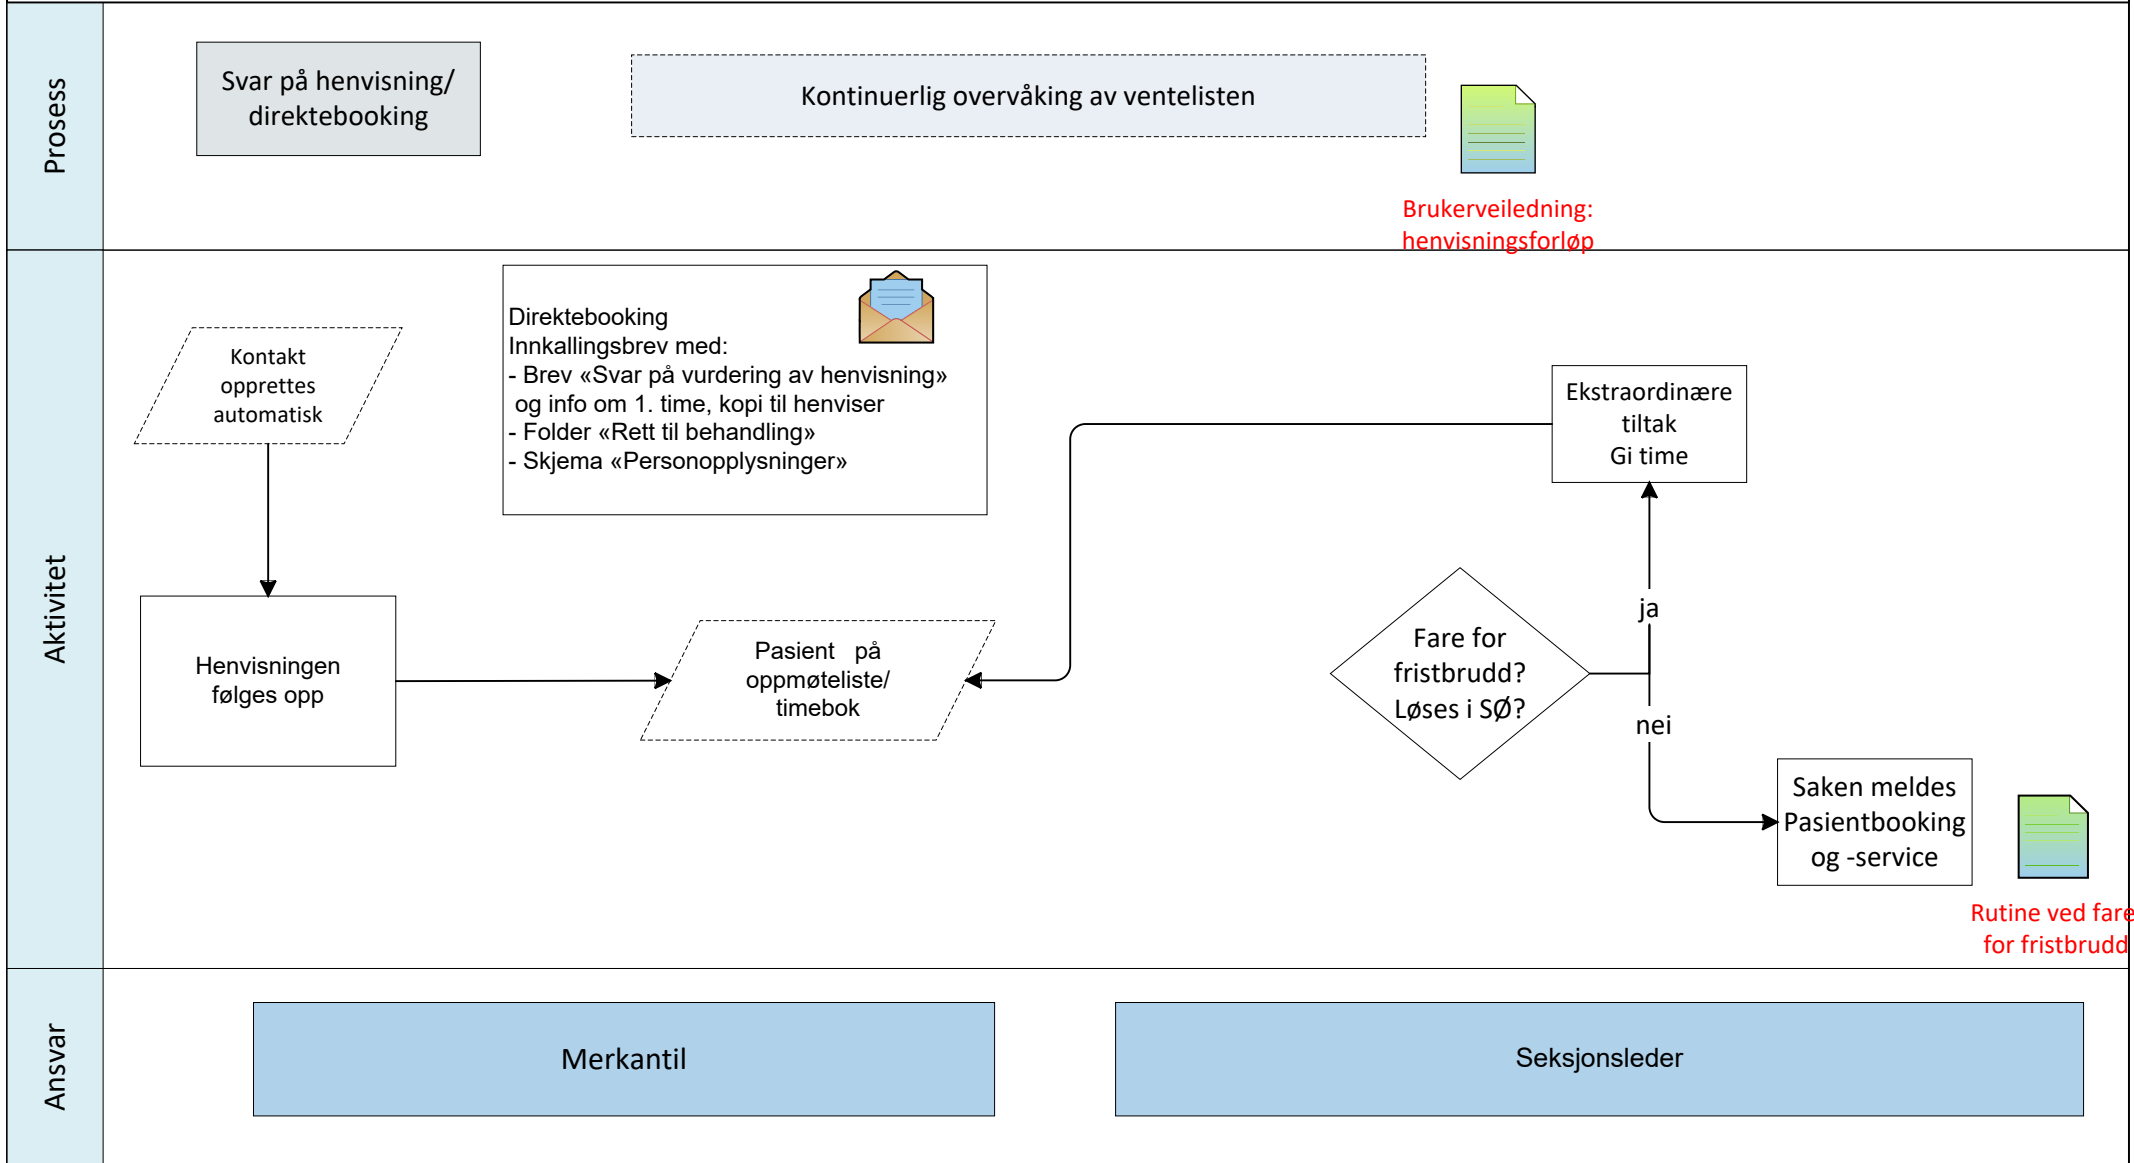 Prosess
Svar på henvisning/
direktebooking
Kontinuerlig overvåking av ventelisten
Brukerveiledning:
henvisningsforløp
Aktivitet
Kontakt
opprettes
automatisk
Direktebooking
Innkallingsbrev med:
- Brev «Svar på vurdering av henvisning»
og info om 1. time, kopi til henviser
- Folder «Rett til behandling»
- Skjema «Personopplysninger»
Ekstraordinære
tiltak
Gi time
Henvisningen
følges opp
Pasient på
oppmøteliste/
timebok
Fare for
fristbrudd?
Løses i SØ?
ja
nei
Saken meldes
Pasientbooking
og -service
Rutine ved fare
for fristbrudd
Ansvar
Merkantil
Seksjonsleder